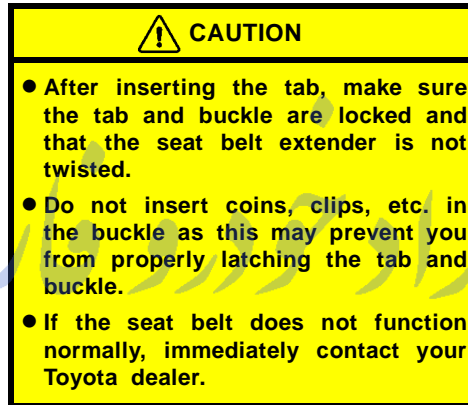 CAUTION
● After inserting the tab, make sure
the tab and buckle are locked and
that the seat belt extender is not
twisted.
● Do not insert coins, clips, etc. in
the buckle as this may prevent you
from properly latching the tab and
buckle.
● If the seat belt does not function
normally, immediately contact your
Toyota dealer.